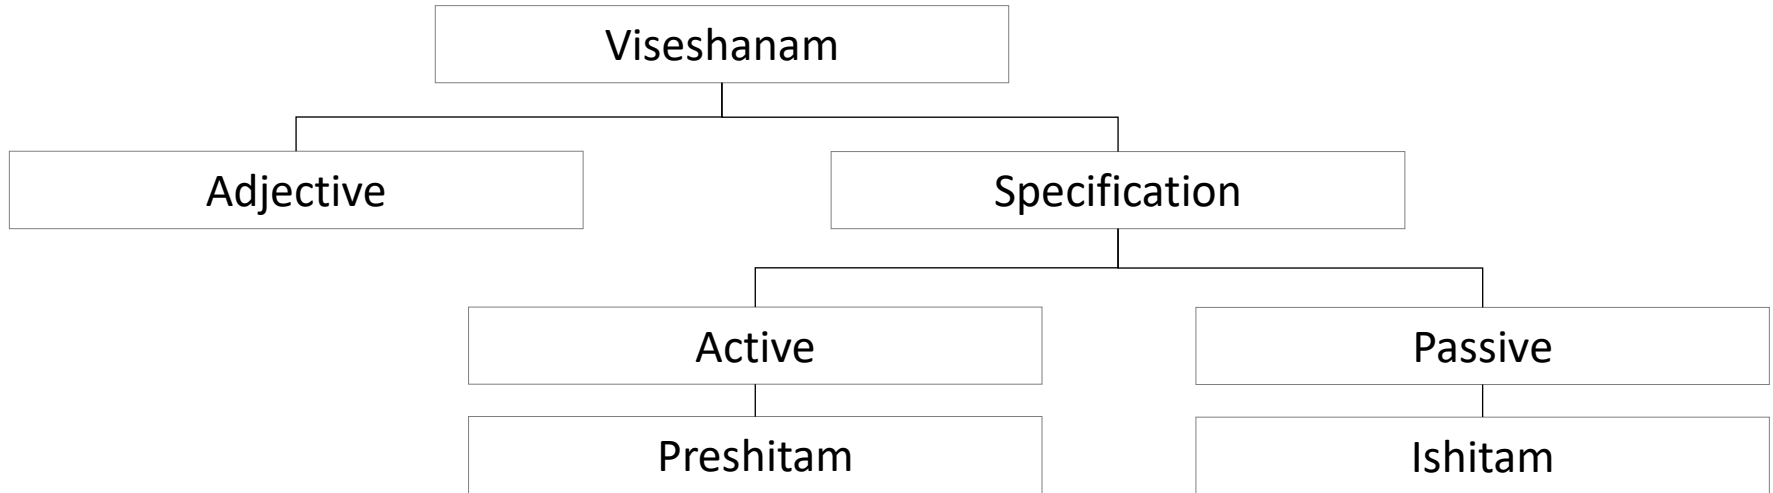 Viseshanam
Adjective
Specification
Active
Passive
Preshitam
Ishitam